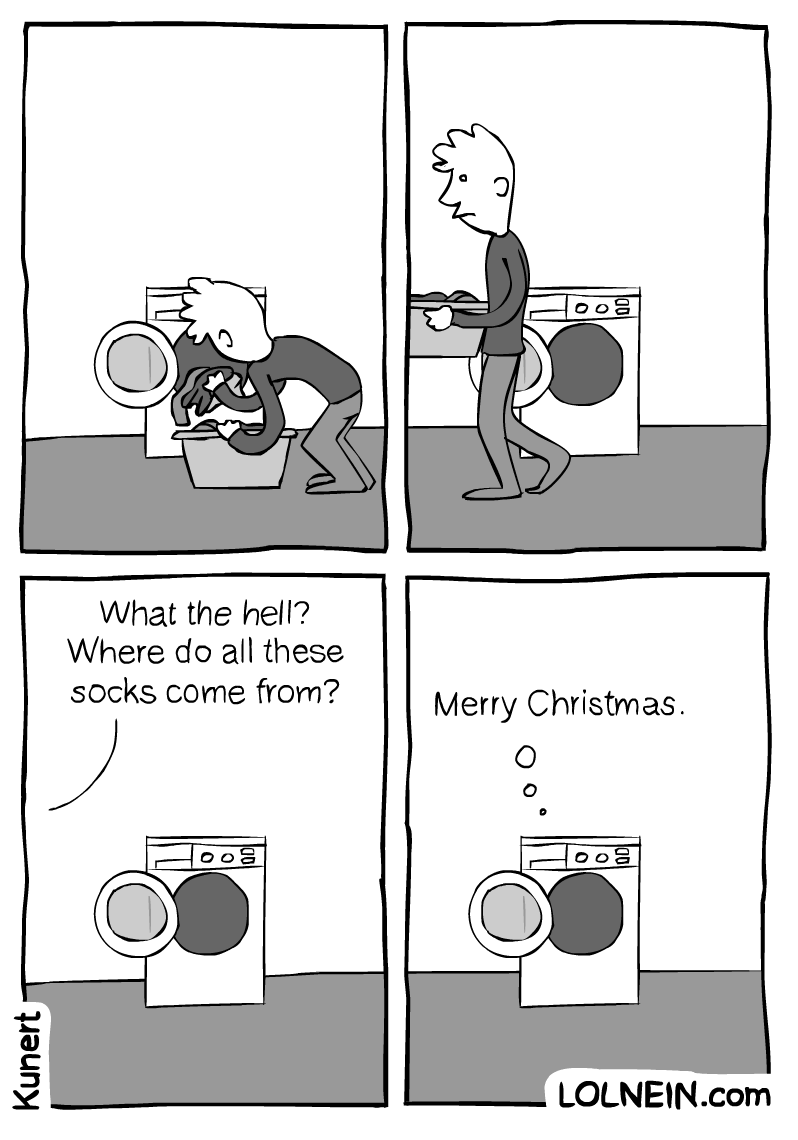 What the hell?
Where do all these
socks come from?
Merry Christmas.
Kunert
LOLNEIN.com